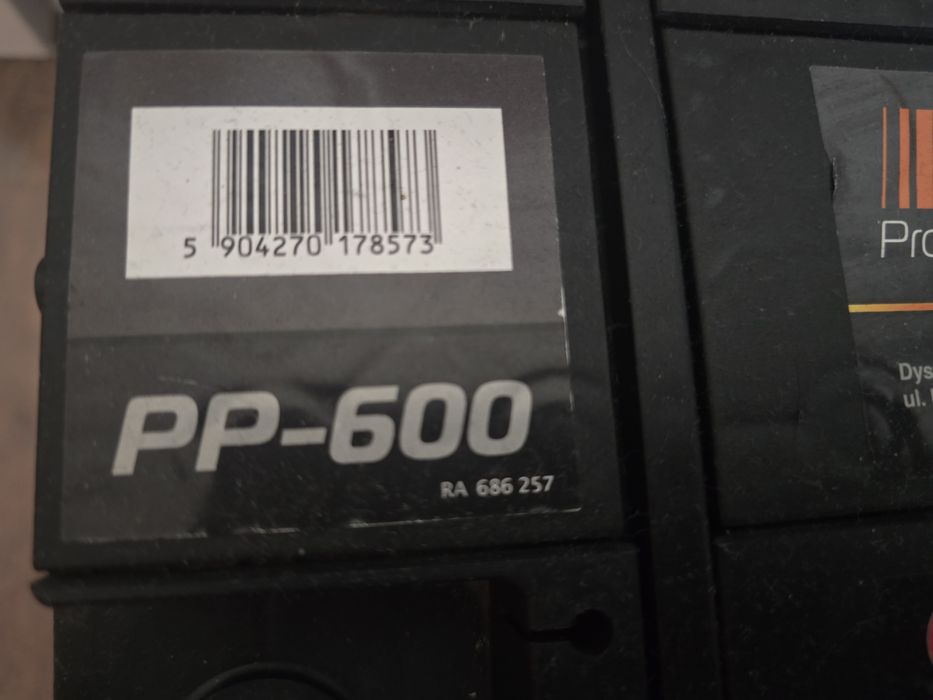 5 904270 178573
PP-600
RA 686 257
Pro
Dys
ul.